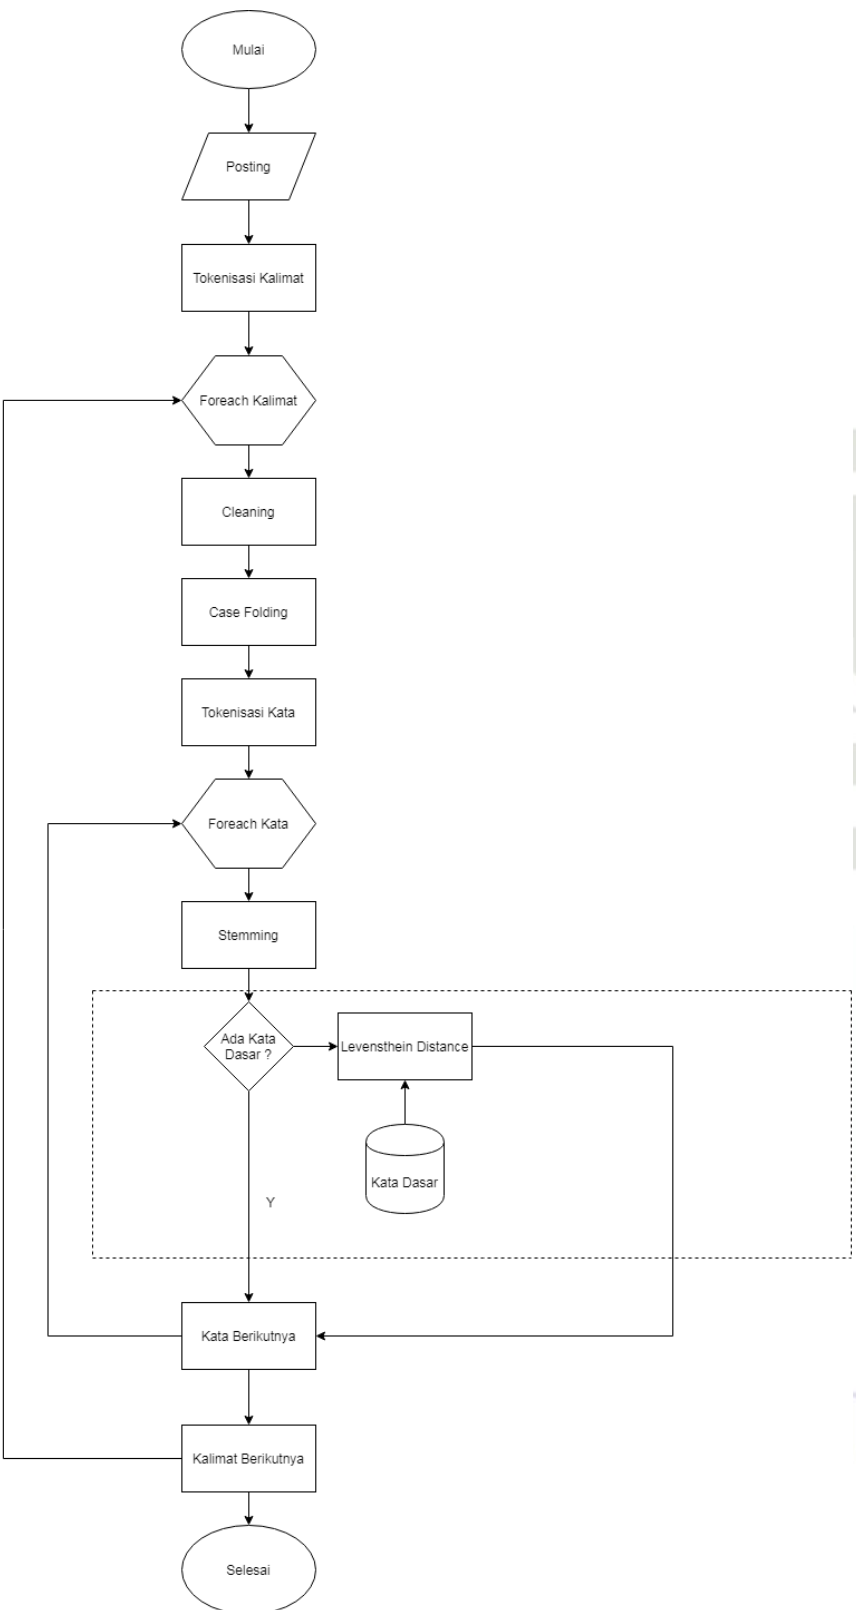 Mulai
Posting
Tokenisasi Kalimat
Foreach Kalimat
Cleaning
Case Folding
Tokenisasi Kata
Foreach Kata
Stemming
Ada Kata
Dasar ?
Levensthein Distance
Kata Dasar
Y
Kata Berikutnya
Kalimat Berikutnya
Selesai